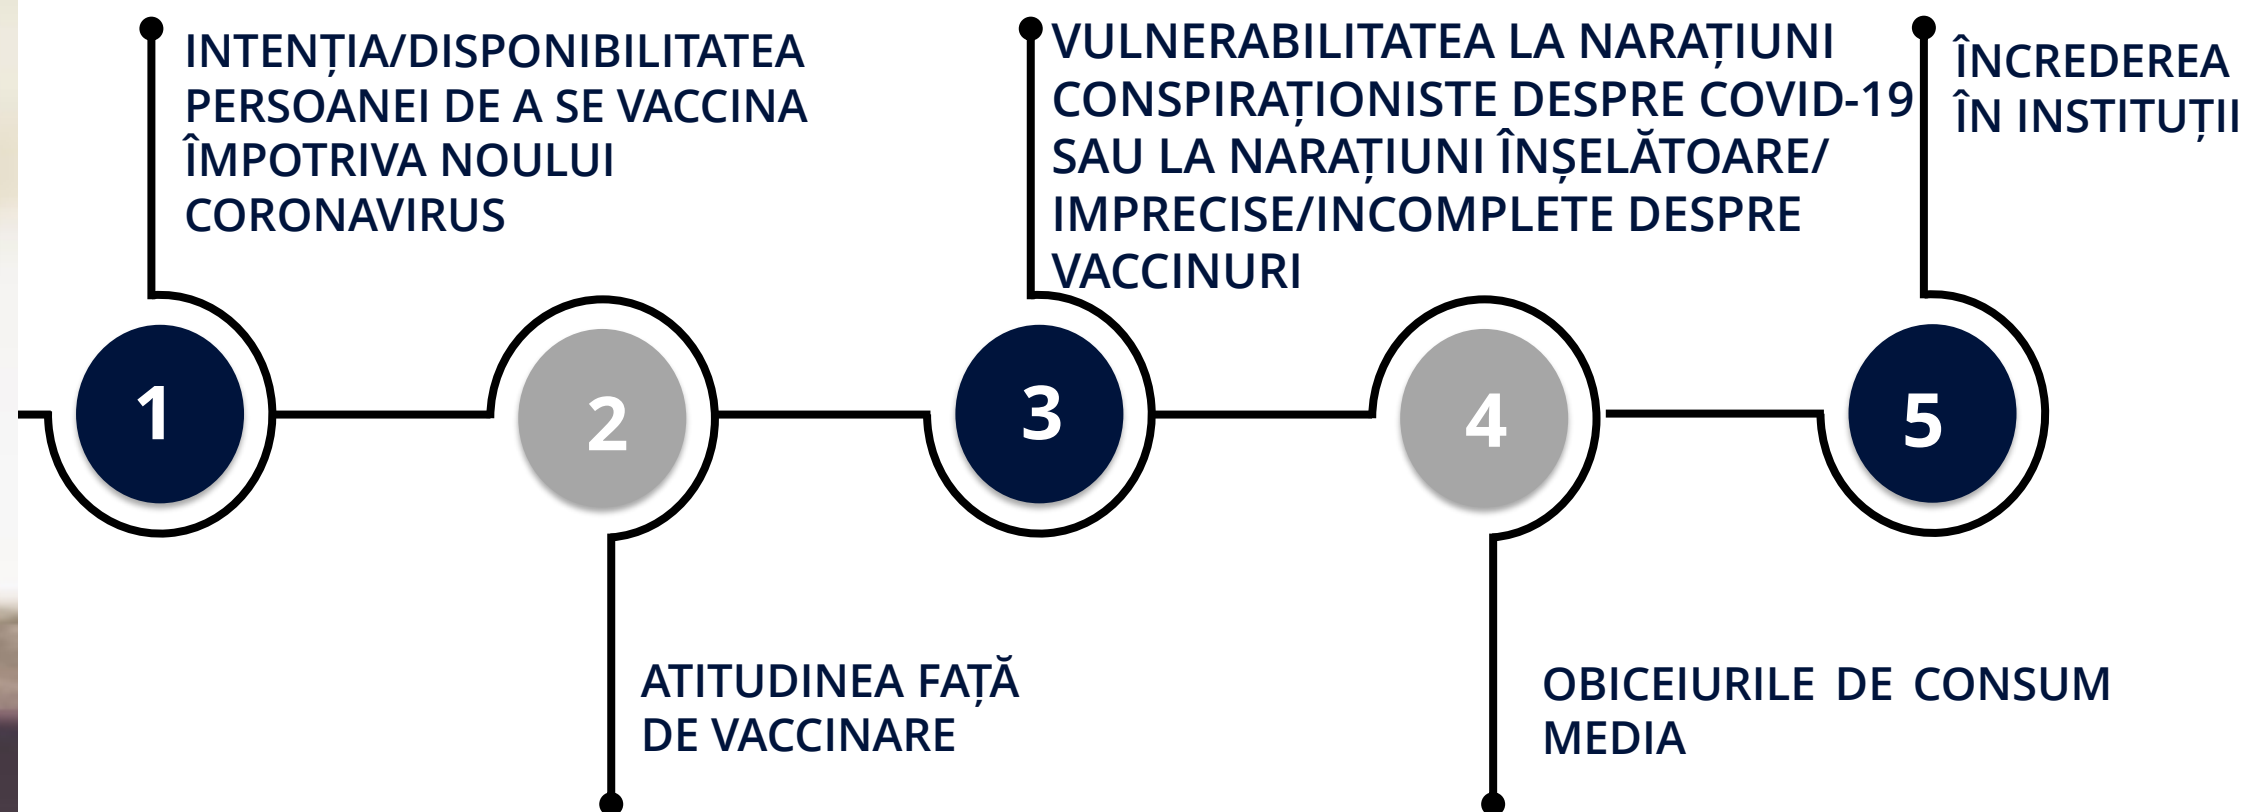 INTENȚIA/DISPONIBILITATEA
PERSOANEI DE A SE VACCINA
ÎMPOTRIVA NOULUI
CORONAVIRUS
VULNERABILITATEA LA NARAȚIUNI
CONSPIRAȚIONISTE DESPRE COVID-19
SAU LA NARAȚIUNI ÎNȘELĂTOARE/
IMPRECISE/INCOMPLETE DESPRE
VACCINURI
ÎNCREDEREA
ÎN INSTITUȚII
1
2
3
4
5
ATITUDINEA FAȚĂ
DE VACCINARE
OBICEIURILE DE CONSUM
MEDIA